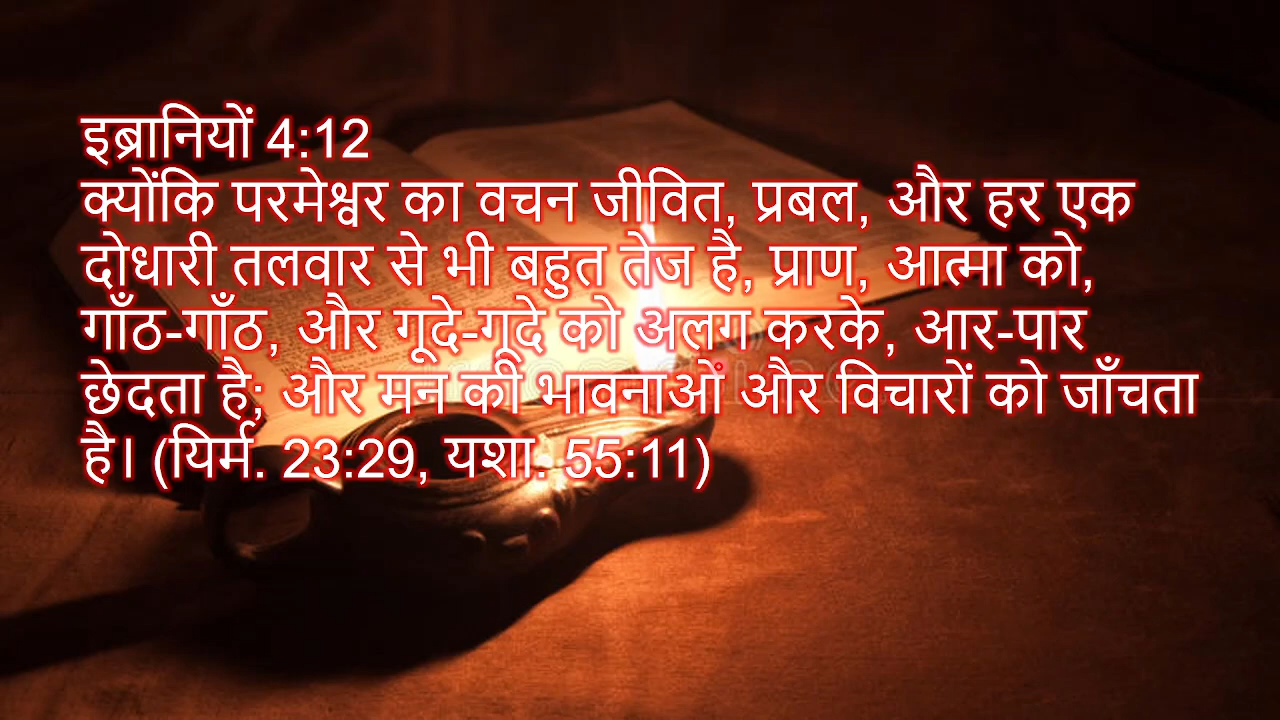 इब्रानियों 4:12
क्योंकि परमेश्वर का वचन जीवित, प्रबल, और हर एक
दोधारी तलवार से भी बहुत तेज है, प्राण, आत्मा को,
गाँठ-गाँठ, और गूदे-गूदे को अलग करके, आर-पार
छेदता है; और मन की भावनाओं और विचारों को जाँचता
है। (यिर्म. 23:29, यशा. 55:11)